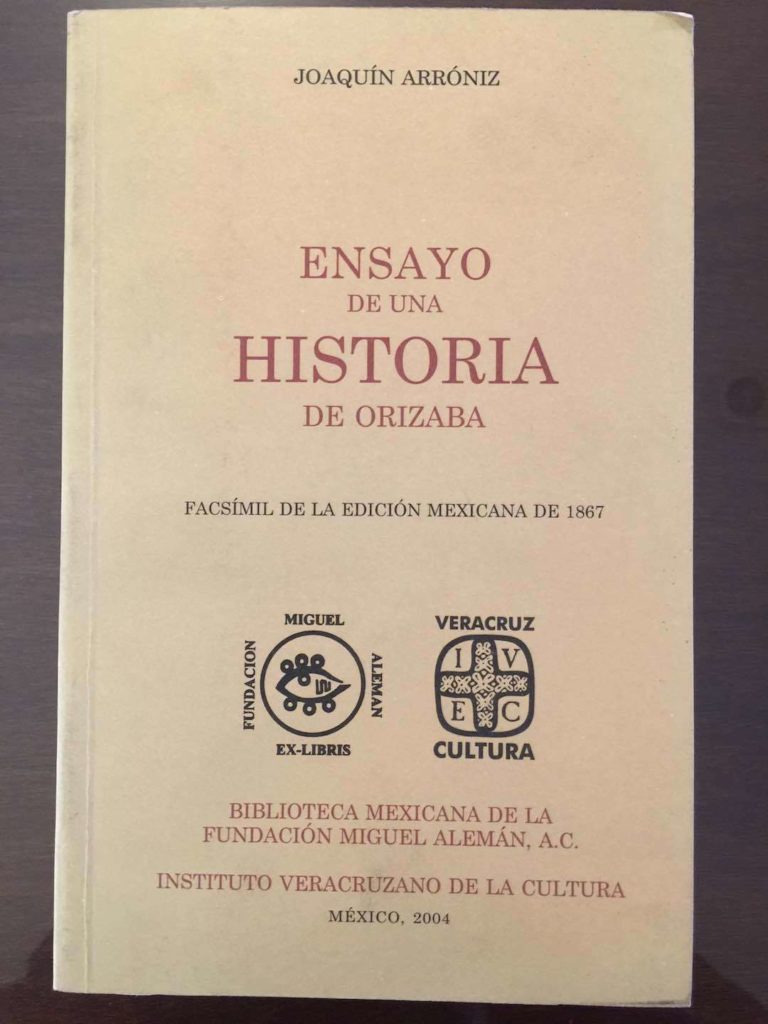 JOAQUÍN ARRÓNIZ
ENSAYO
DE UNA
HISTORIA
DE ORIZABA
FACSÍMIL DE LA EDICIÓN MEXICANA DE 1867
MIGUEL
FUNDACION
ALEMAN
EX-LIBRIS
VERACRUZ
I V
E C
CULTURA
BIBLIOTECA MEXICANA DE LA
FUNDACIÓN MIGUEL ALEMÁN, A.C.
INSTITUTO VERACRUZANO DE LA CULTURA
MÉXICO, 2004